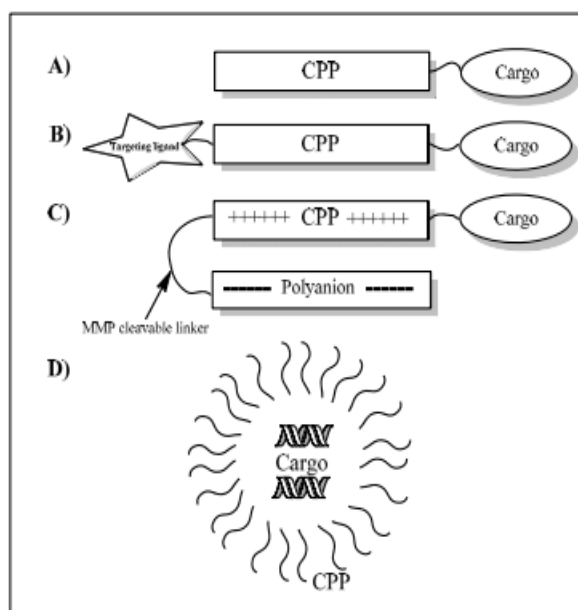 A) CPP Cargo
B) Targeting ligand CPP Cargo
C) ++++++ CPP ++++++ Cargo
------ Polyanion ------
MMP cleavable linker
D)
Cargo
CPP